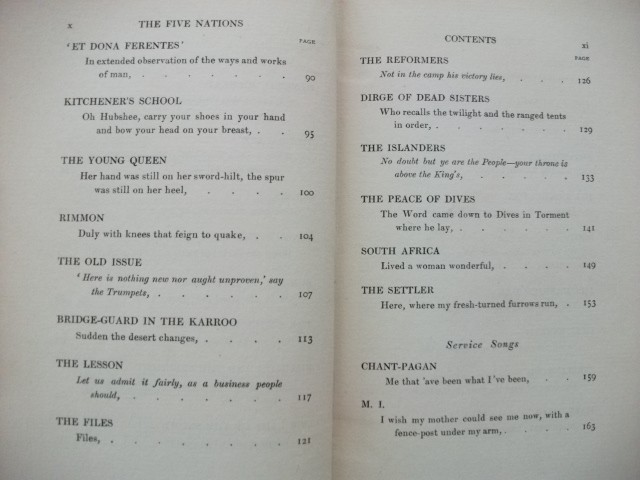 x THE FIVE NATIONS
PAGE
'ET DONA FERENTES'
In extended observation of the ways and works
of man, . . . . . . 90
KITCHENER'S SCHOOL
Oh Hubshee, carry your shoes in your hand
and bow your head on your breast, . . 95
THE YOUNG QUEEN
Her hand was still on her sword-hilt, the spur
was still on her heel, . . . . 100
RIMMON
Duly with knees that feign to quake, . . 104
THE OLD ISSUE
'Here is nothing new nor aught unproven,' say
the Trumpets, . . . . . . 107
BRIDGE-GUARD IN THE KARROO
Sudden the desert changes, . . . . 113
THE LESSON
Let us admit it fairly, as a business people
should, . . . . . . . 117
THE FILES
Files, . . . . . . . . 121
CONTENTS xi
PAGE
THE REFORMERS
Not in the camp his victory lies, . . . 126
DIRGE OF DEAD SISTERS
Who recalls the twilight and the ranged tents
in order, . . . . . . 129
THE ISLANDERS
No doubt but ye are the People—your throne is
above the King's, . . . . . 133
THE PEACE OF DIVES
The Word came down to Dives in Torment
where he lay, . . . . . 141
SOUTH AFRICA
Lived a woman wonderful, . . . . 149
THE SETTLER
Here, where my fresh-turned furrows run, . 153
Service Songs
CHANT-PAGAN
Me that 'ave been what I've been, . . 159
M. I.
I wish my mother could see me now, with a
fence-post under my arm, . . . . 163